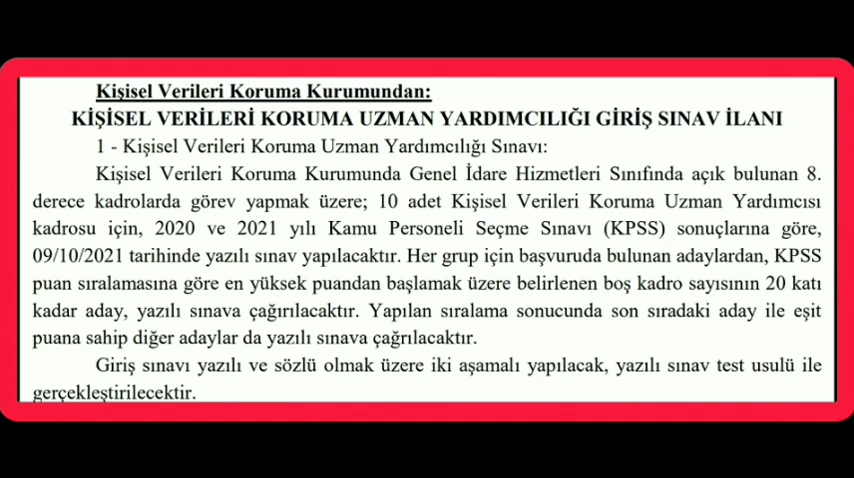 Kişisel Verileri Koruma Kurumundan:
KİŞİSEL VERİLERİ KORUMA UZMAN YARDIMCILIĞI GİRİŞ SINAV İLANI
1 - Kişisel Verileri Koruma Uzman Yardımcılığı Sınavı:
Kişisel Verileri Koruma Kurumunda Genel İdare Hizmetleri Sınıfında açık bulunan 8.
derece kadrolarda görev yapmak üzere; 10 adet Kişisel Verileri Koruma Uzman Yardımcısı
kadrosu için, 2020 ve 2021 yılı Kamu Personeli Seçme Sınavı (KPSS) sonuçlarına göre,
09/10/2021 tarihinde yazılı sınav yapılacaktır. Her grup için başvuruda bulunan adaylardan, KPSS
puan sıralamasına göre en yüksek puandan başlamak üzere belirlenen boş kadro sayısının 20 katı
kadar aday, yazılı sınava çağırılacaktır. Yapılan sıralama sonucunda son sıradaki aday ile eşit
puana sahip diğer adaylar da yazılı sınava çağrılacaktır.
Giriş sınavı yazılı ve sözlü olmak üzere iki aşamalı yapılacak, yazılı sınav test usulü ile
gerçekleştirilecektir.